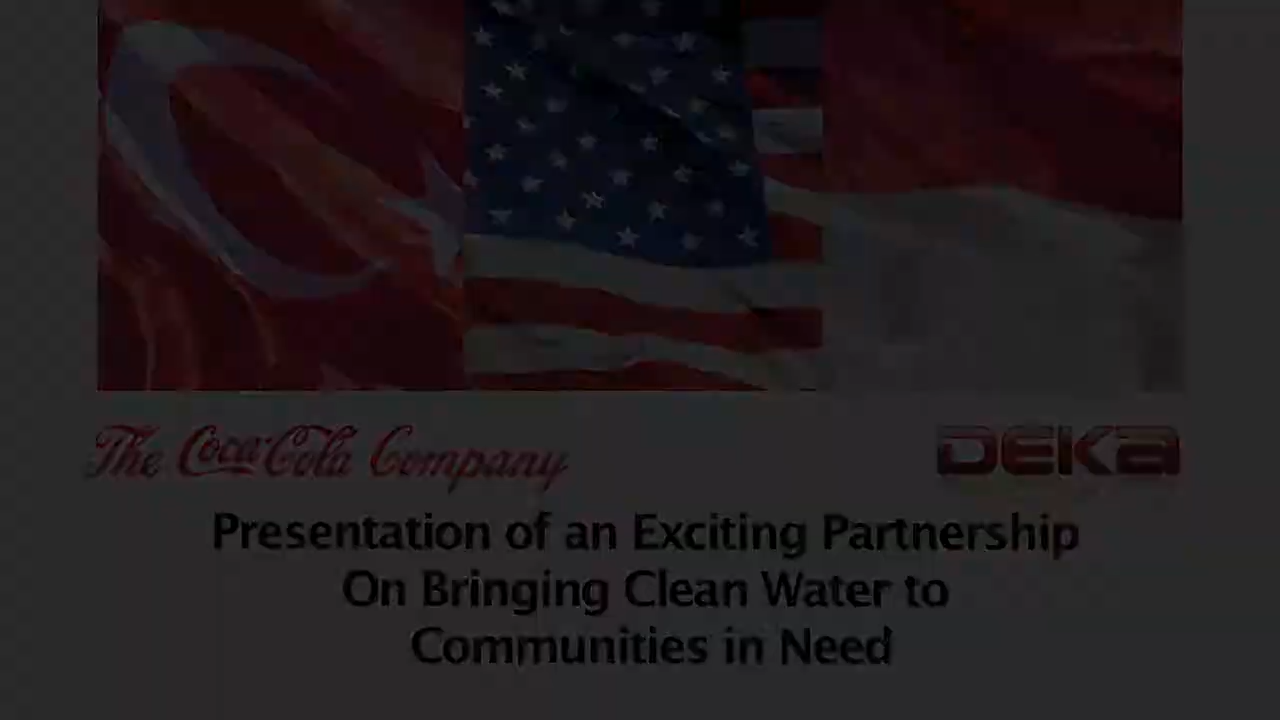 The Coca-Cola Company
DEKA
Presentation of an Exciting Partnership
On Bringing Clean Water to
Communities in Need